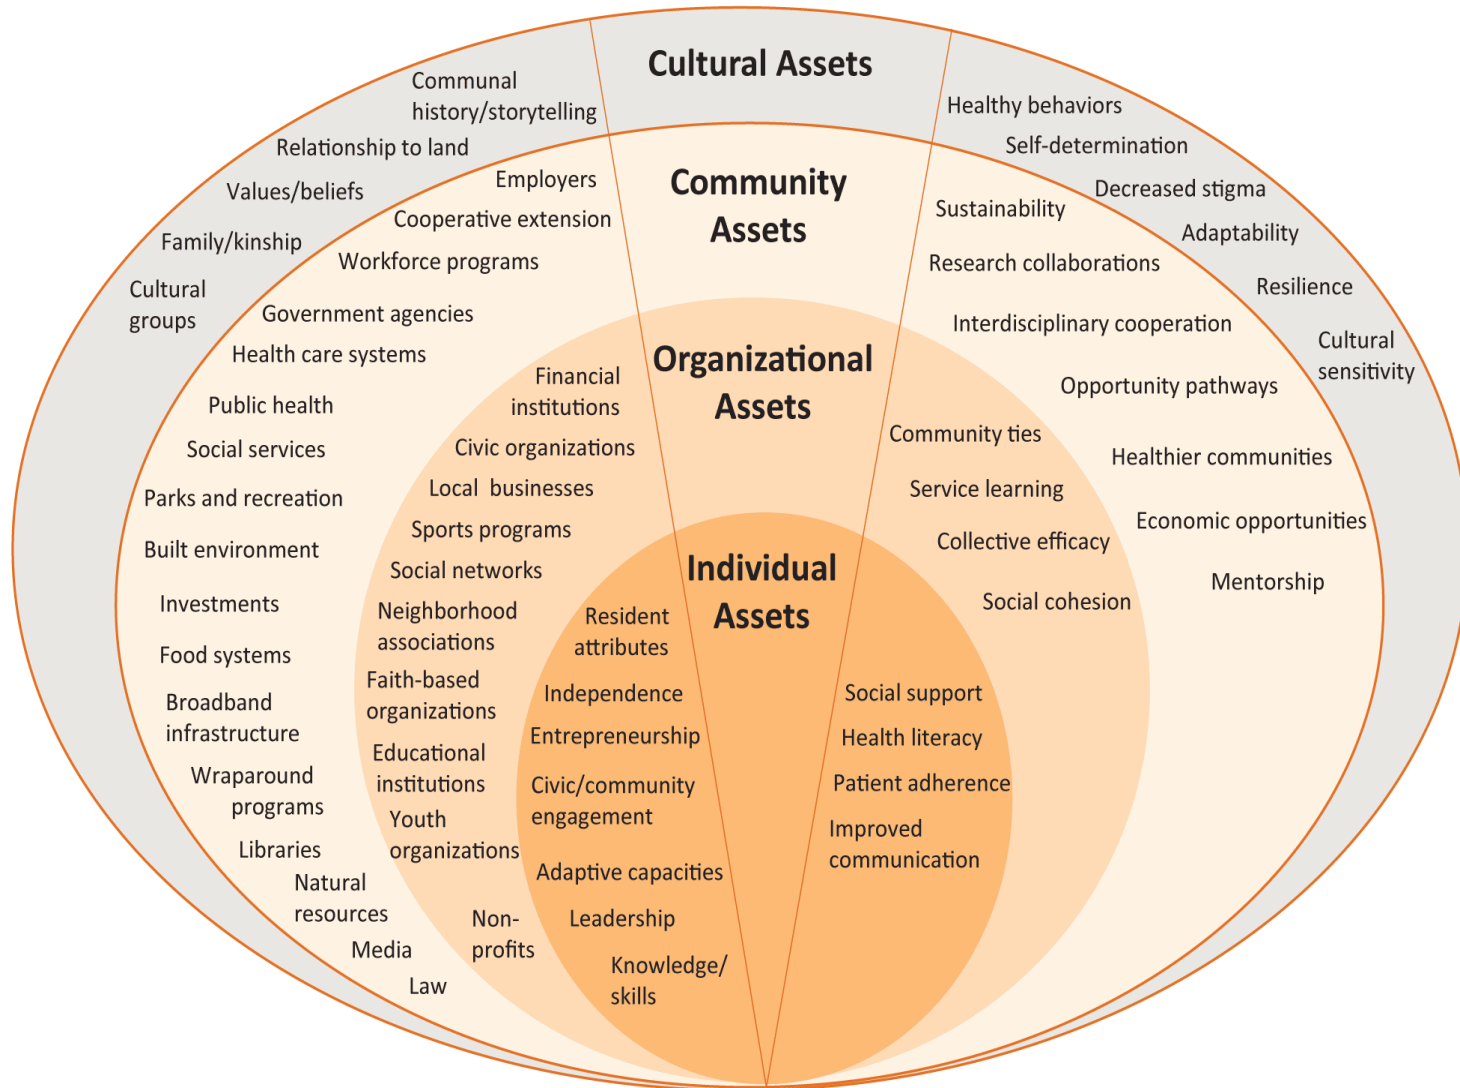 Cultural Assets
Communal
history/storytelling
Relationship to land
Values/beliefs
Family/kinship
Cultural
groups
Healthy behaviors
Self-determination
Decreased stigma
Adaptability
Resilience
Cultural
sensitivity
Community
Assets
Employers
Cooperative extension
Workforce programs
Government agencies
Health care systems
Public health
Social services
Parks and recreation
Built environment
Investments
Food systems
Broadband
infrastructure
Wraparound
programs
Libraries
Natural
resources
Media
Law
Sustainability
Research collaborations
Interdisciplinary cooperation
Opportunity pathways
Healthier communities
Economic opportunities
Mentorship
Organizational
Assets
Financial
institutions
Civic organizations
Local businesses
Sports programs
Social networks
Neighborhood
associations
Faith-based
organizations
Educational
institutions
Youth
organizations
Non-
profits
Community ties
Service learning
Collective efficacy
Social cohesion
Individual
Assets
Resident
attributes
Independence
Entrepreneurship
Civic/community
engagement
Adaptive capacities
Leadership
Knowledge/
skills
Social support
Health literacy
Patient adherence
Improved
communication